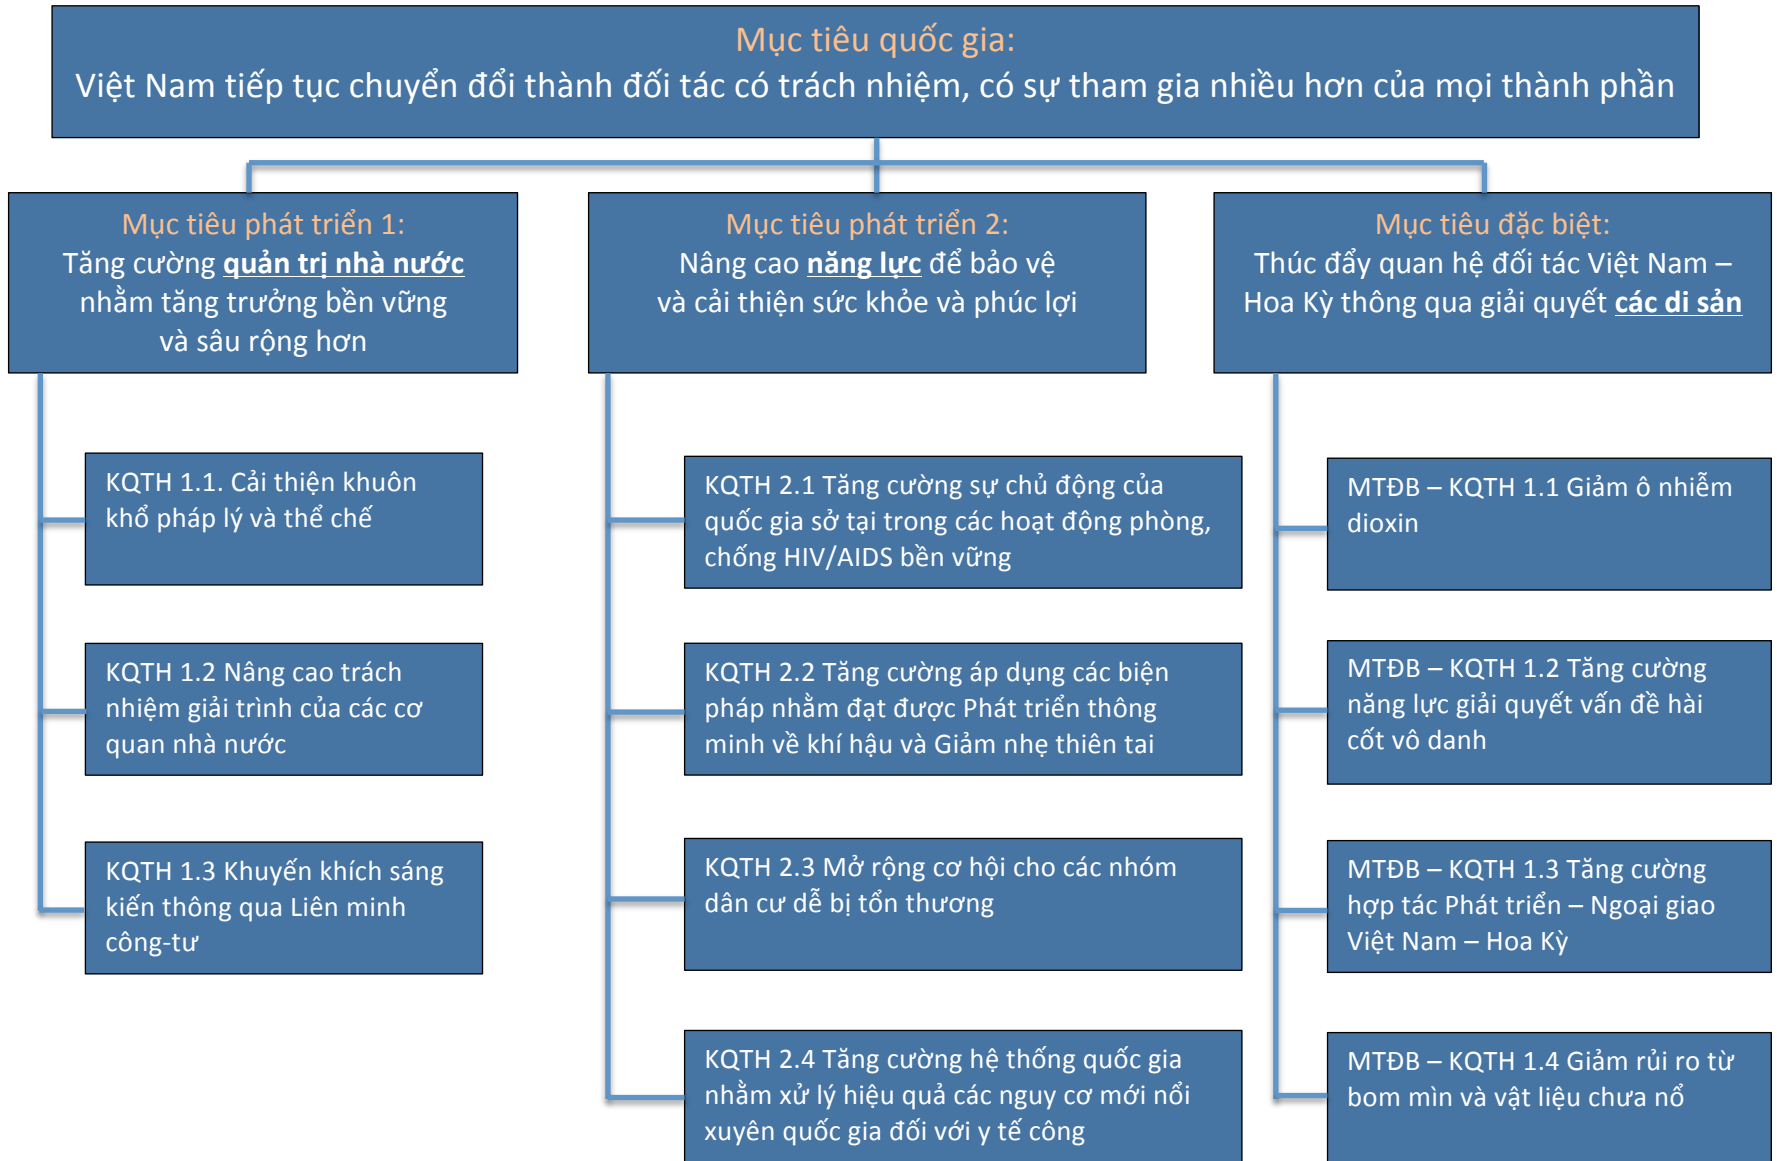 Mục tiêu quốc gia:
Việt Nam tiếp tục chuyển đổi thành đối tác có trách nhiệm, có sự tham gia nhiều hơn của mọi thành phần
Mục tiêu phát triển 1:
Tăng cường quản trị nhà nước
nhằm tăng trưởng bền vững
và sâu rộng hơn
KQTH 1.1. Cải thiện khuôn
khổ pháp lý và thể chế
KQTH 1.2 Nâng cao trách
nhiệm giải trình của các cơ
quan nhà nước
KQTH 1.3 Khuyến khích sáng
kiến thông qua Liên minh
công-tư
Mục tiêu phát triển 2:
Nâng cao năng lực để bảo vệ
và cải thiện sức khỏe và phúc lợi
KQTH 2.1 Tăng cường sự chủ động của
quốc gia sở tại trong các hoạt động phòng,
chống HIV/AIDS bền vững
KQTH 2.2 Tăng cường áp dụng các biện
pháp nhằm đạt được Phát triển thông
minh về khí hậu và Giảm nhẹ thiên tai
KQTH 2.3 Mở rộng cơ hội cho các nhóm
dân cư dễ bị tổn thương
KQTH 2.4 Tăng cường hệ thống quốc gia
nhằm xử lý hiệu quả các nguy cơ mới nổi
xuyên quốc gia đối với y tế công
Mục tiêu đặc biệt:
Thúc đẩy quan hệ đối tác Việt Nam –
Hoa Kỳ thông qua giải quyết các di sản
MTĐB – KQTH 1.1 Giảm ô nhiễm
dioxin
MTĐB – KQTH 1.2 Tăng cường
năng lực giải quyết vấn đề hài
cốt vô danh
MTĐB – KQTH 1.3 Tăng cường
hợp tác Phát triển – Ngoại giao
Việt Nam – Hoa Kỳ
MTĐB – KQTH 1.4 Giảm rủi ro từ
bom mìn và vật liệu chưa nổ